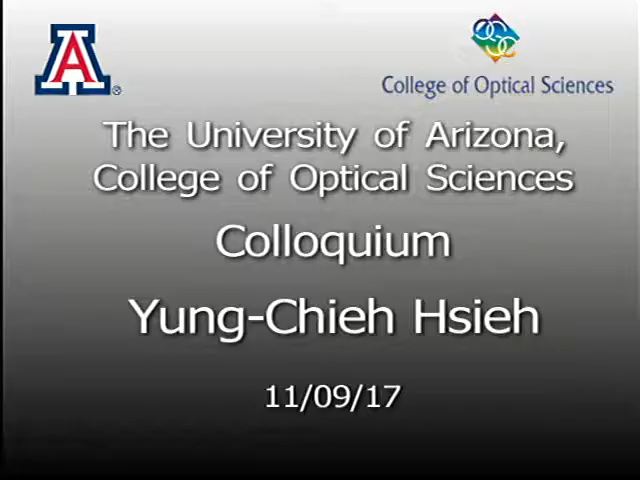 A
®
OSC
College of Optical Sciences
The University of Arizona,
College of Optical Sciences
Colloquium
Yung-Chieh Hsieh
11/09/17